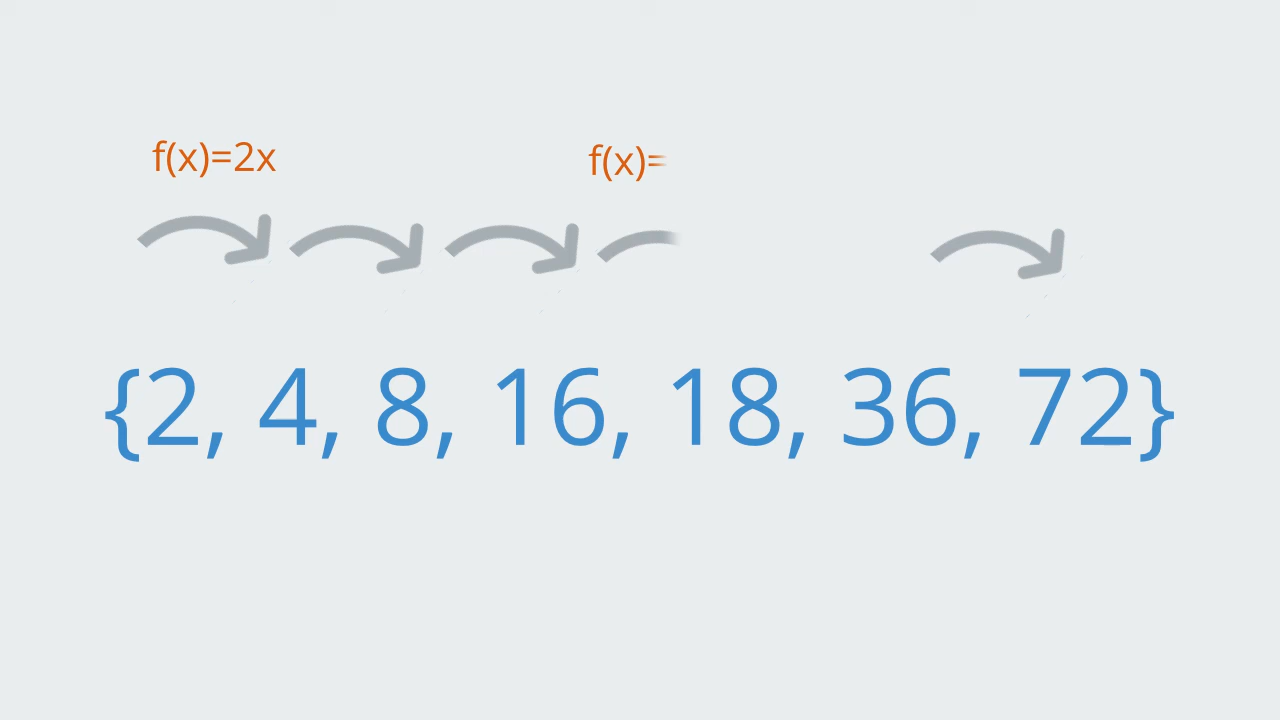 f(x)=2x f(x)=
{2, 4, 8, 16, 18, 36, 72}